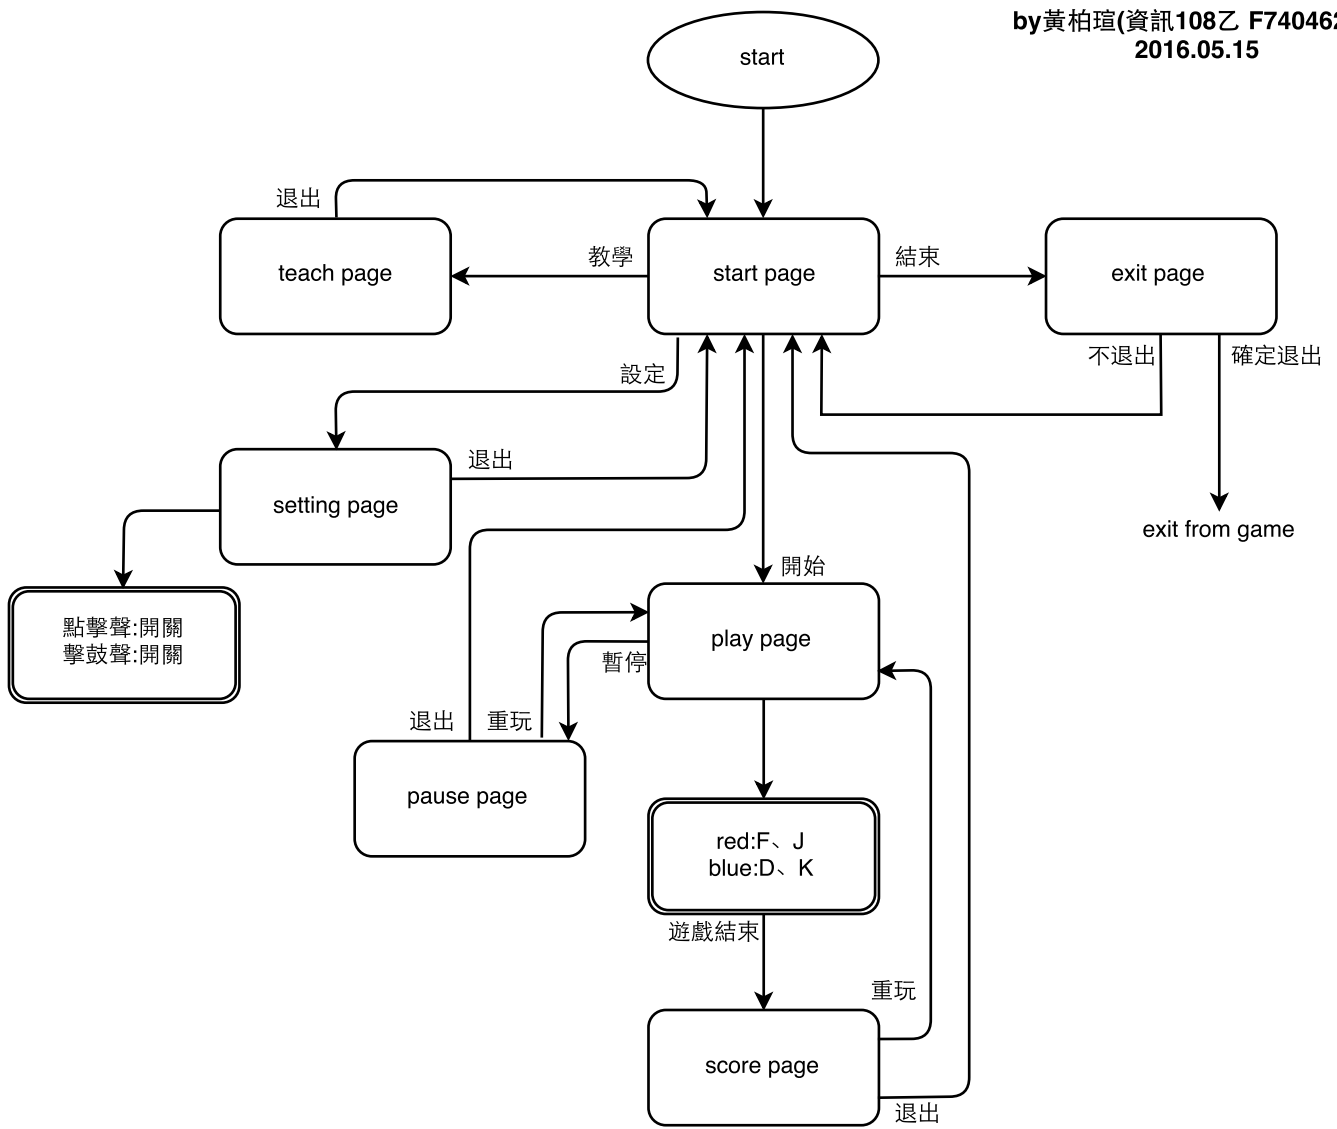 by黃柏瑄(資訊108乙 F740462
2016.05.15
start
退出
teach page
教學
start page
結束
exit page
不退出
確定退出
設定
退出
setting page
exit from game
點擊聲:開關
擊鼓聲:開關
開始
play page
暫停
退出
重玩
pause page
red:F、J
blue:D、K
遊戲結束
重玩
score page
退出